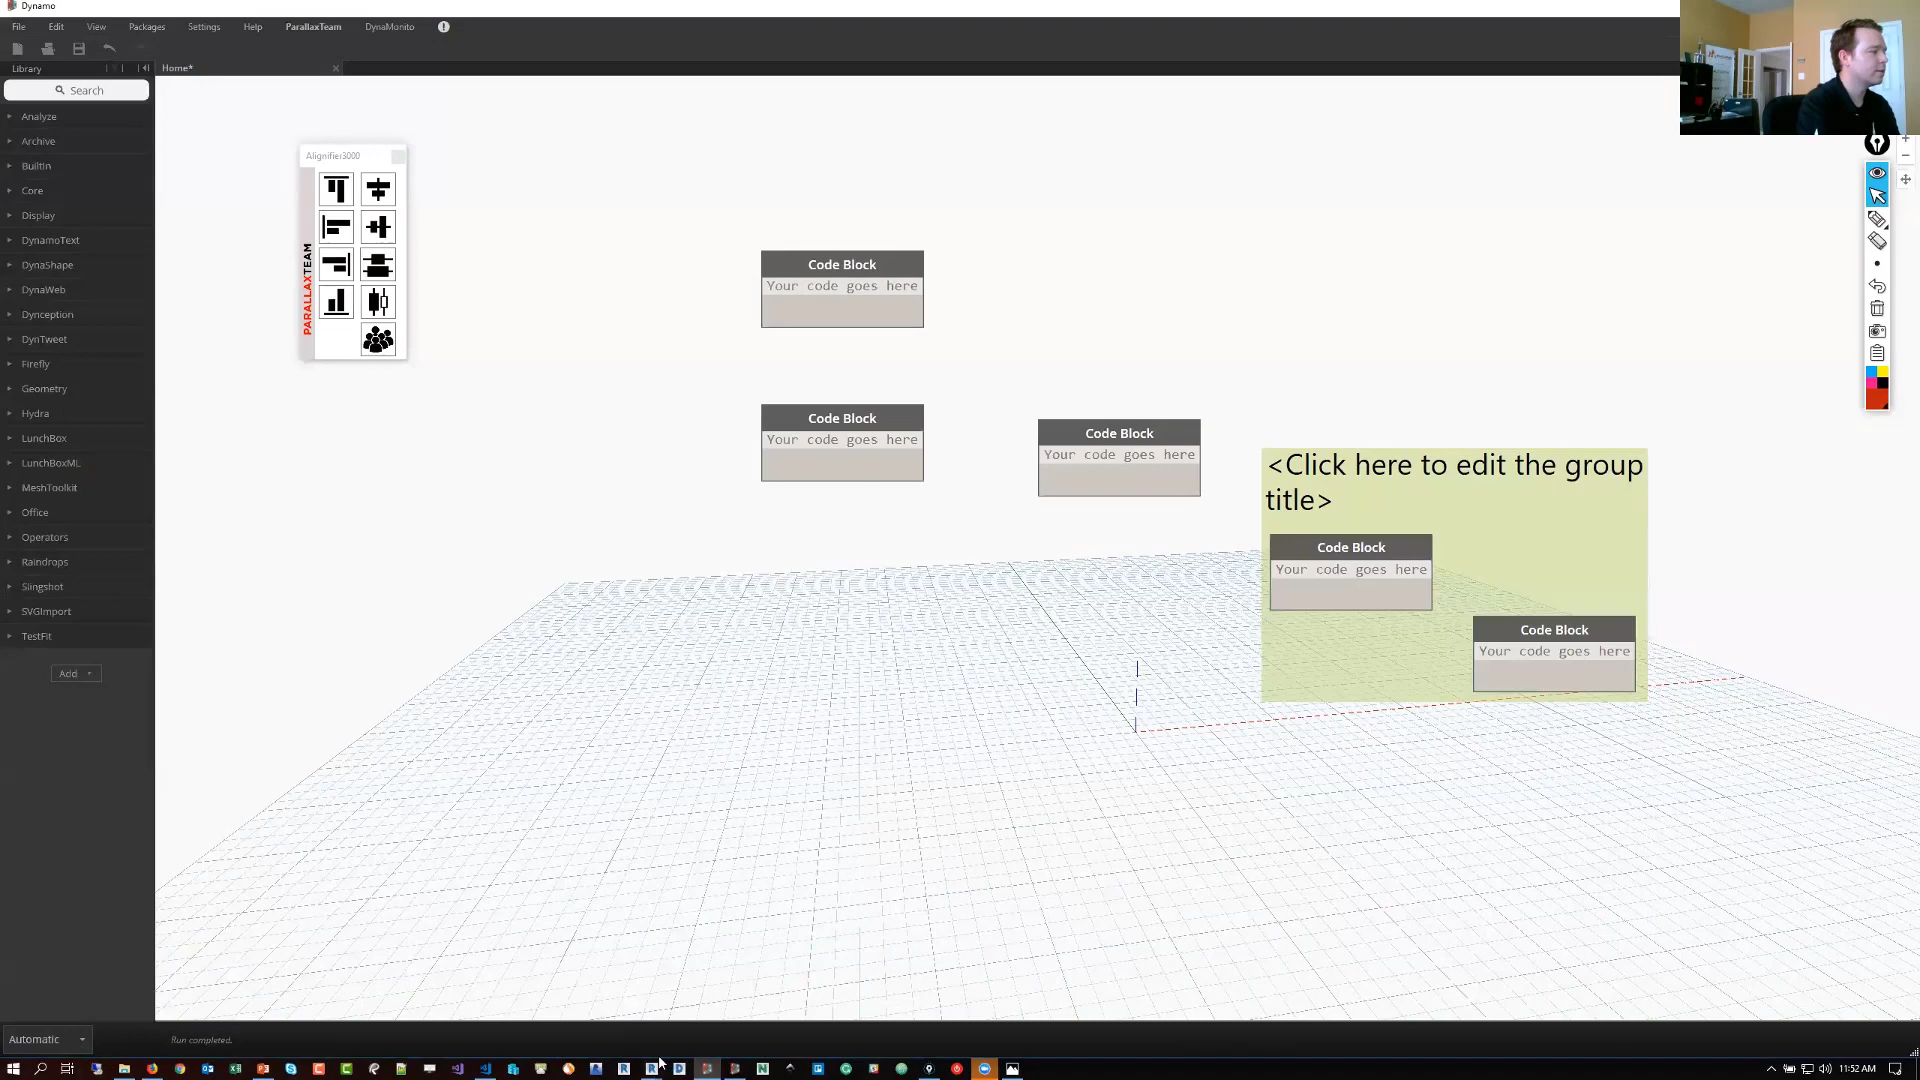 Dynamo
File Edit View Packages Settings Help ParallaxTeam DynaMonito
Library
Home*
Search
Analyze
Archive
BuiltIn
Core
Display
DynamoText
DynaShape
DynaWeb
Dynception
DynTweet
Firefly
Geometry
Hydra
LunchBox
LunchBoxML
MeshToolkit
Office
Operators
Raindrops
Slingshot
SVGImport
TestFit
Add
Alignifier3000
PARALLAXTEAM
Code Block
Your code goes here
Code Block
Your code goes here
Code Block
Your code goes here
<Click here to edit the group
title>
Code Block
Your code goes here
Code Block
Your code goes here
Automatic
Run completed.
11:52 AM